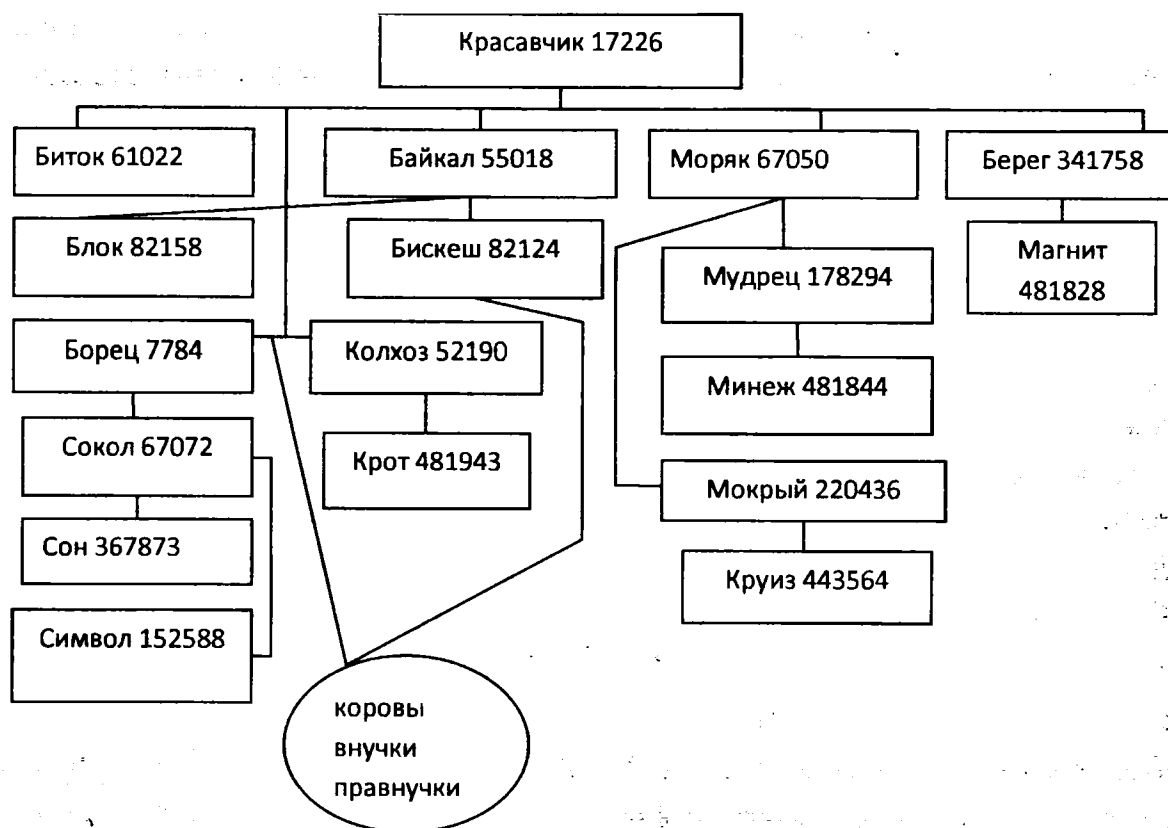 Красавчик 17226
Биток 61022
Байкал 55018
Моряк 67050
Берег 341758
Блок 82158
Бискеш 82124
Мудрец 178294
Магнит
481828
Борец 7784
Колхоз 52190
Минеж 481844
Сокол 67072
Крот 481943
Мокрый 220436
Сон 367873
Круиз 443564
Символ 152588
коровы
внучки
правнучки